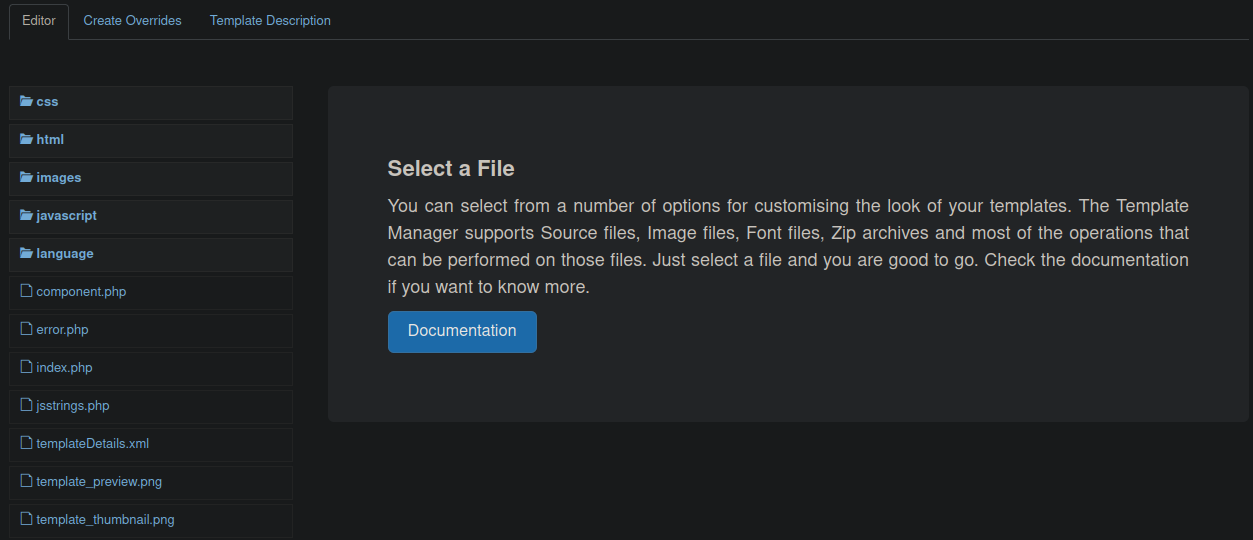 Editor Create Overrides Template Description
css
html
images
javascript
language
component.php
error.php
index.php
jsstrings.php
templateDetails.xml
template_preview.png
template_thumbnail.png
Select a File
You can select from a number of options for customising the look of your templates. The Template
Manager supports Source files, Image files, Font files, Zip archives and most of the operations that
can be performed on those files. Just select a file and you are good to go. Check the documentation
if you want to know more.
Documentation